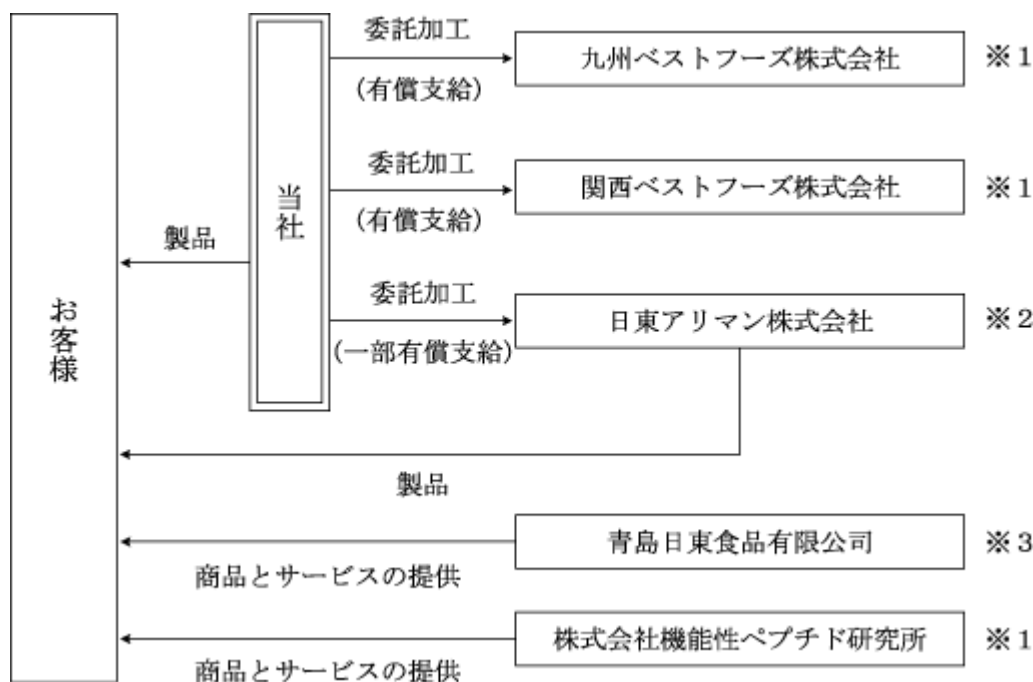 委託加工
九州ベストフーズ株式会社 ※1
(有償支給)
委託加工
関西ベストフーズ株式会社 ※1
(有償支給)
当社
製品
委託加工
日東アリマン株式会社 ※2
(一部有償支給)
お客様
製品
青島日東食品有限公司 ※3
商品とサービスの提供
株式会社機能性ペプチド研究所 ※1
商品とサービスの提供